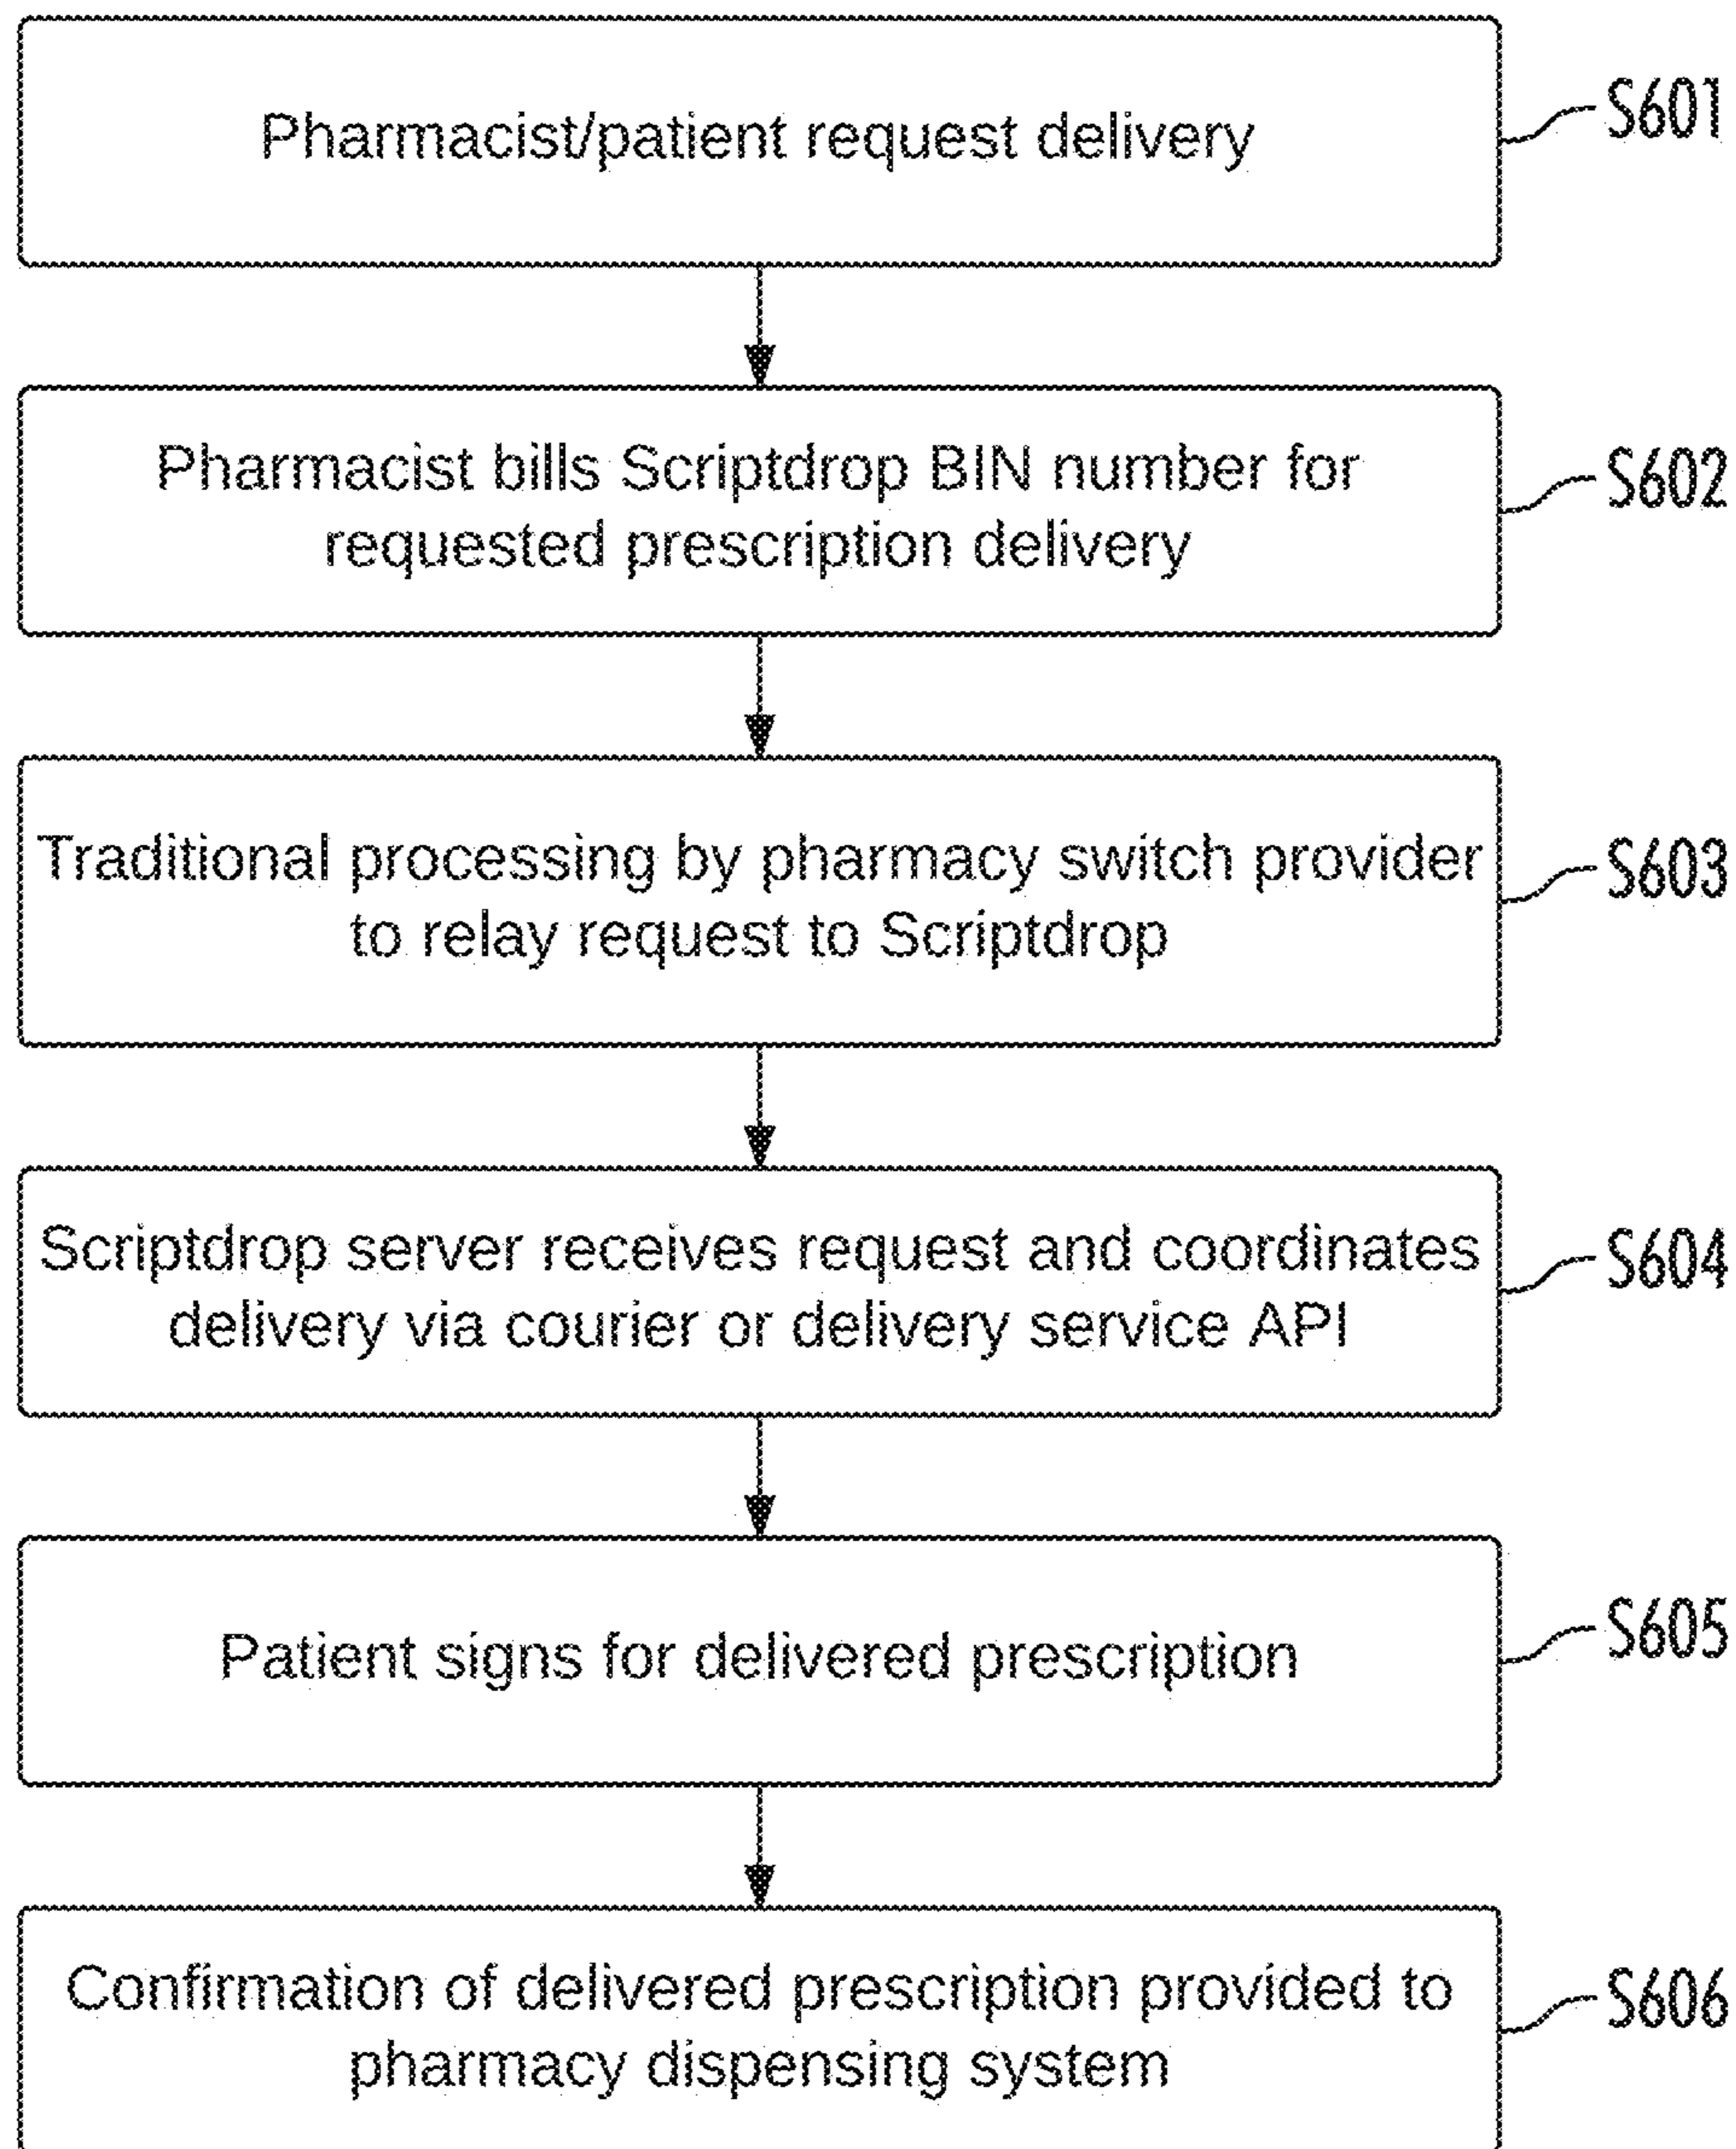 Pharmacist/patient request delivery
S601
Pharmacist bills Scriptdrop BIN number for
requested prescription delivery
S602
Traditional processing by pharmacy switch provider
to relay request to Scriptdrop
S603
Scriptdrop server receives request and coordinates
delivery via courier or delivery service API
S604
Patient signs for delivered prescription
S605
Confirmation of delivered prescription provided to
pharmacy dispensing system
S606